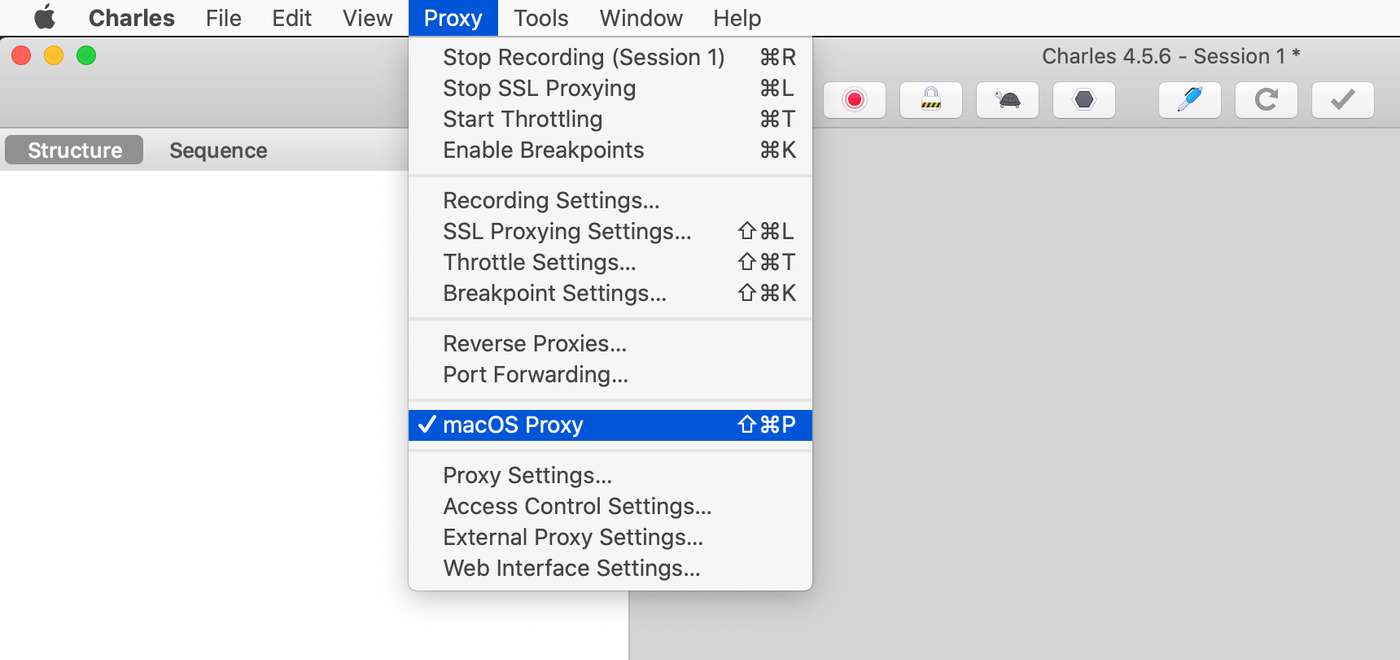 Charles File Edit View Proxy Tools Window Help
Charles 4.5.6 - Session 1 *
Structure Sequence
Stop Recording (Session 1) ⌘R
Stop SSL Proxying ⌘L
Start Throttling ⌘T
Enable Breakpoints ⌘K
Recording Settings...
SSL Proxying Settings... ⇧⌘L
Throttle Settings... ⇧⌘T
Breakpoint Settings... ⇧⌘K
Reverse Proxies...
Port Forwarding...
✓ macOS Proxy ⇧⌘P
Proxy Settings...
Access Control Settings...
External Proxy Settings...
Web Interface Settings...